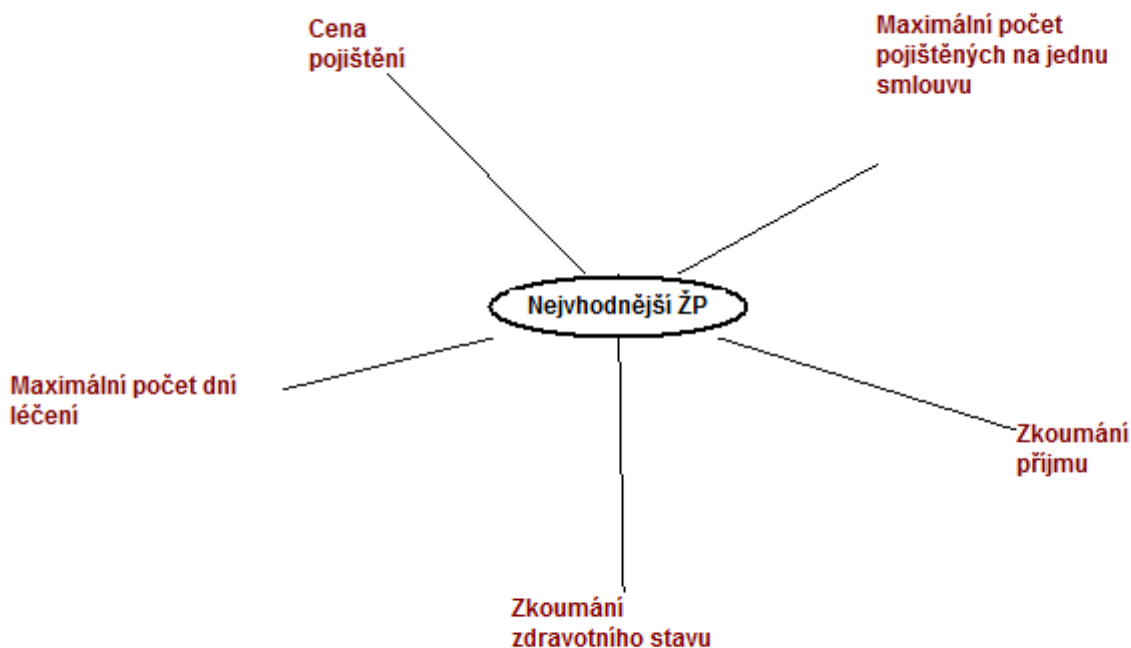 Cena
pojištění
Maximální počet
pojištěných na jednu
smlouvu
Nejvhodnější ŽP
Maximální počet dní
léčení
Zkoumání
příjmu
Zkoumání
zdravotního stavu